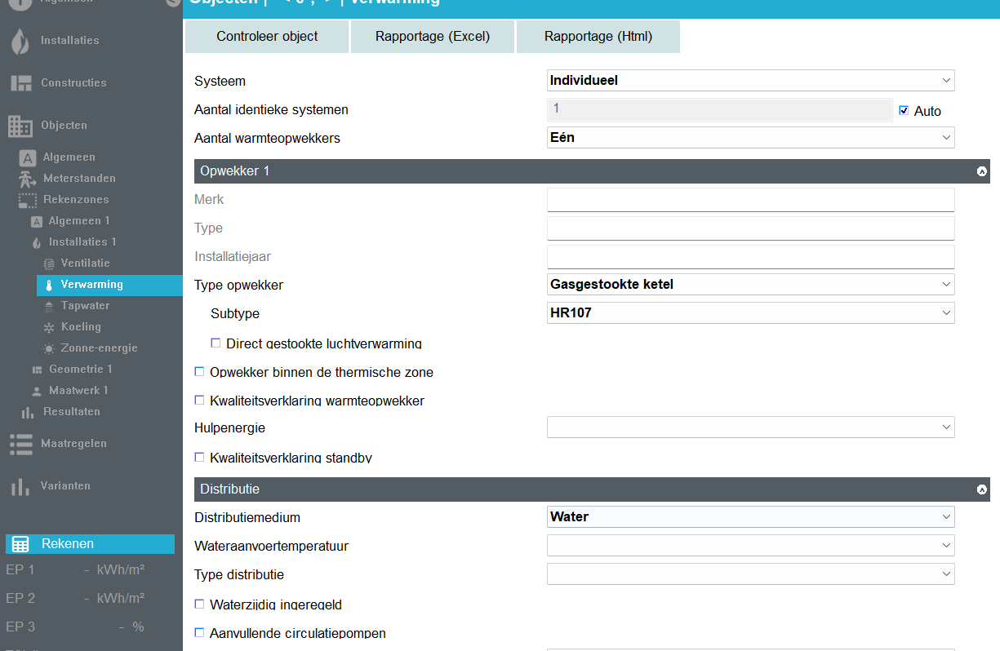 Algemeen
Objecten | < 0 , > | Verwarming
Installaties
Constructies
Objecten
Algemeen
Meterstanden
Rekenzones
Algemeen 1
Installaties 1
Ventilatie
Verwarming
Tapwater
Koeling
Zonne-energie
Geometrie 1
Maatwerk 1
Resultaten
Maatregelen
Varianten
Rekenen
EP 1 - kWh/m²
EP 2 - kWh/m²
EP 3 - %
Controleer object Rapportage (Excel) Rapportage (Html)
Systeem Individueel
Aantal identieke systemen 1 Auto
Aantal warmteopwekkers Eén
Opwekker 1
Merk
Type
Installatiejaar
Type opwekker Gasgestookte ketel
Subtype HR107
Direct gestookte luchtverwarming
Opwekker binnen de thermische zone
Kwaliteitsverklaring warmteopwekker
Hulpenergie
Kwaliteitsverklaring standby
Distributie
Distributiemedium Water
Wateraanvoertemperatuur
Type distributie
Waterzijdig ingeregeld
Aanvullende circulatiepompen